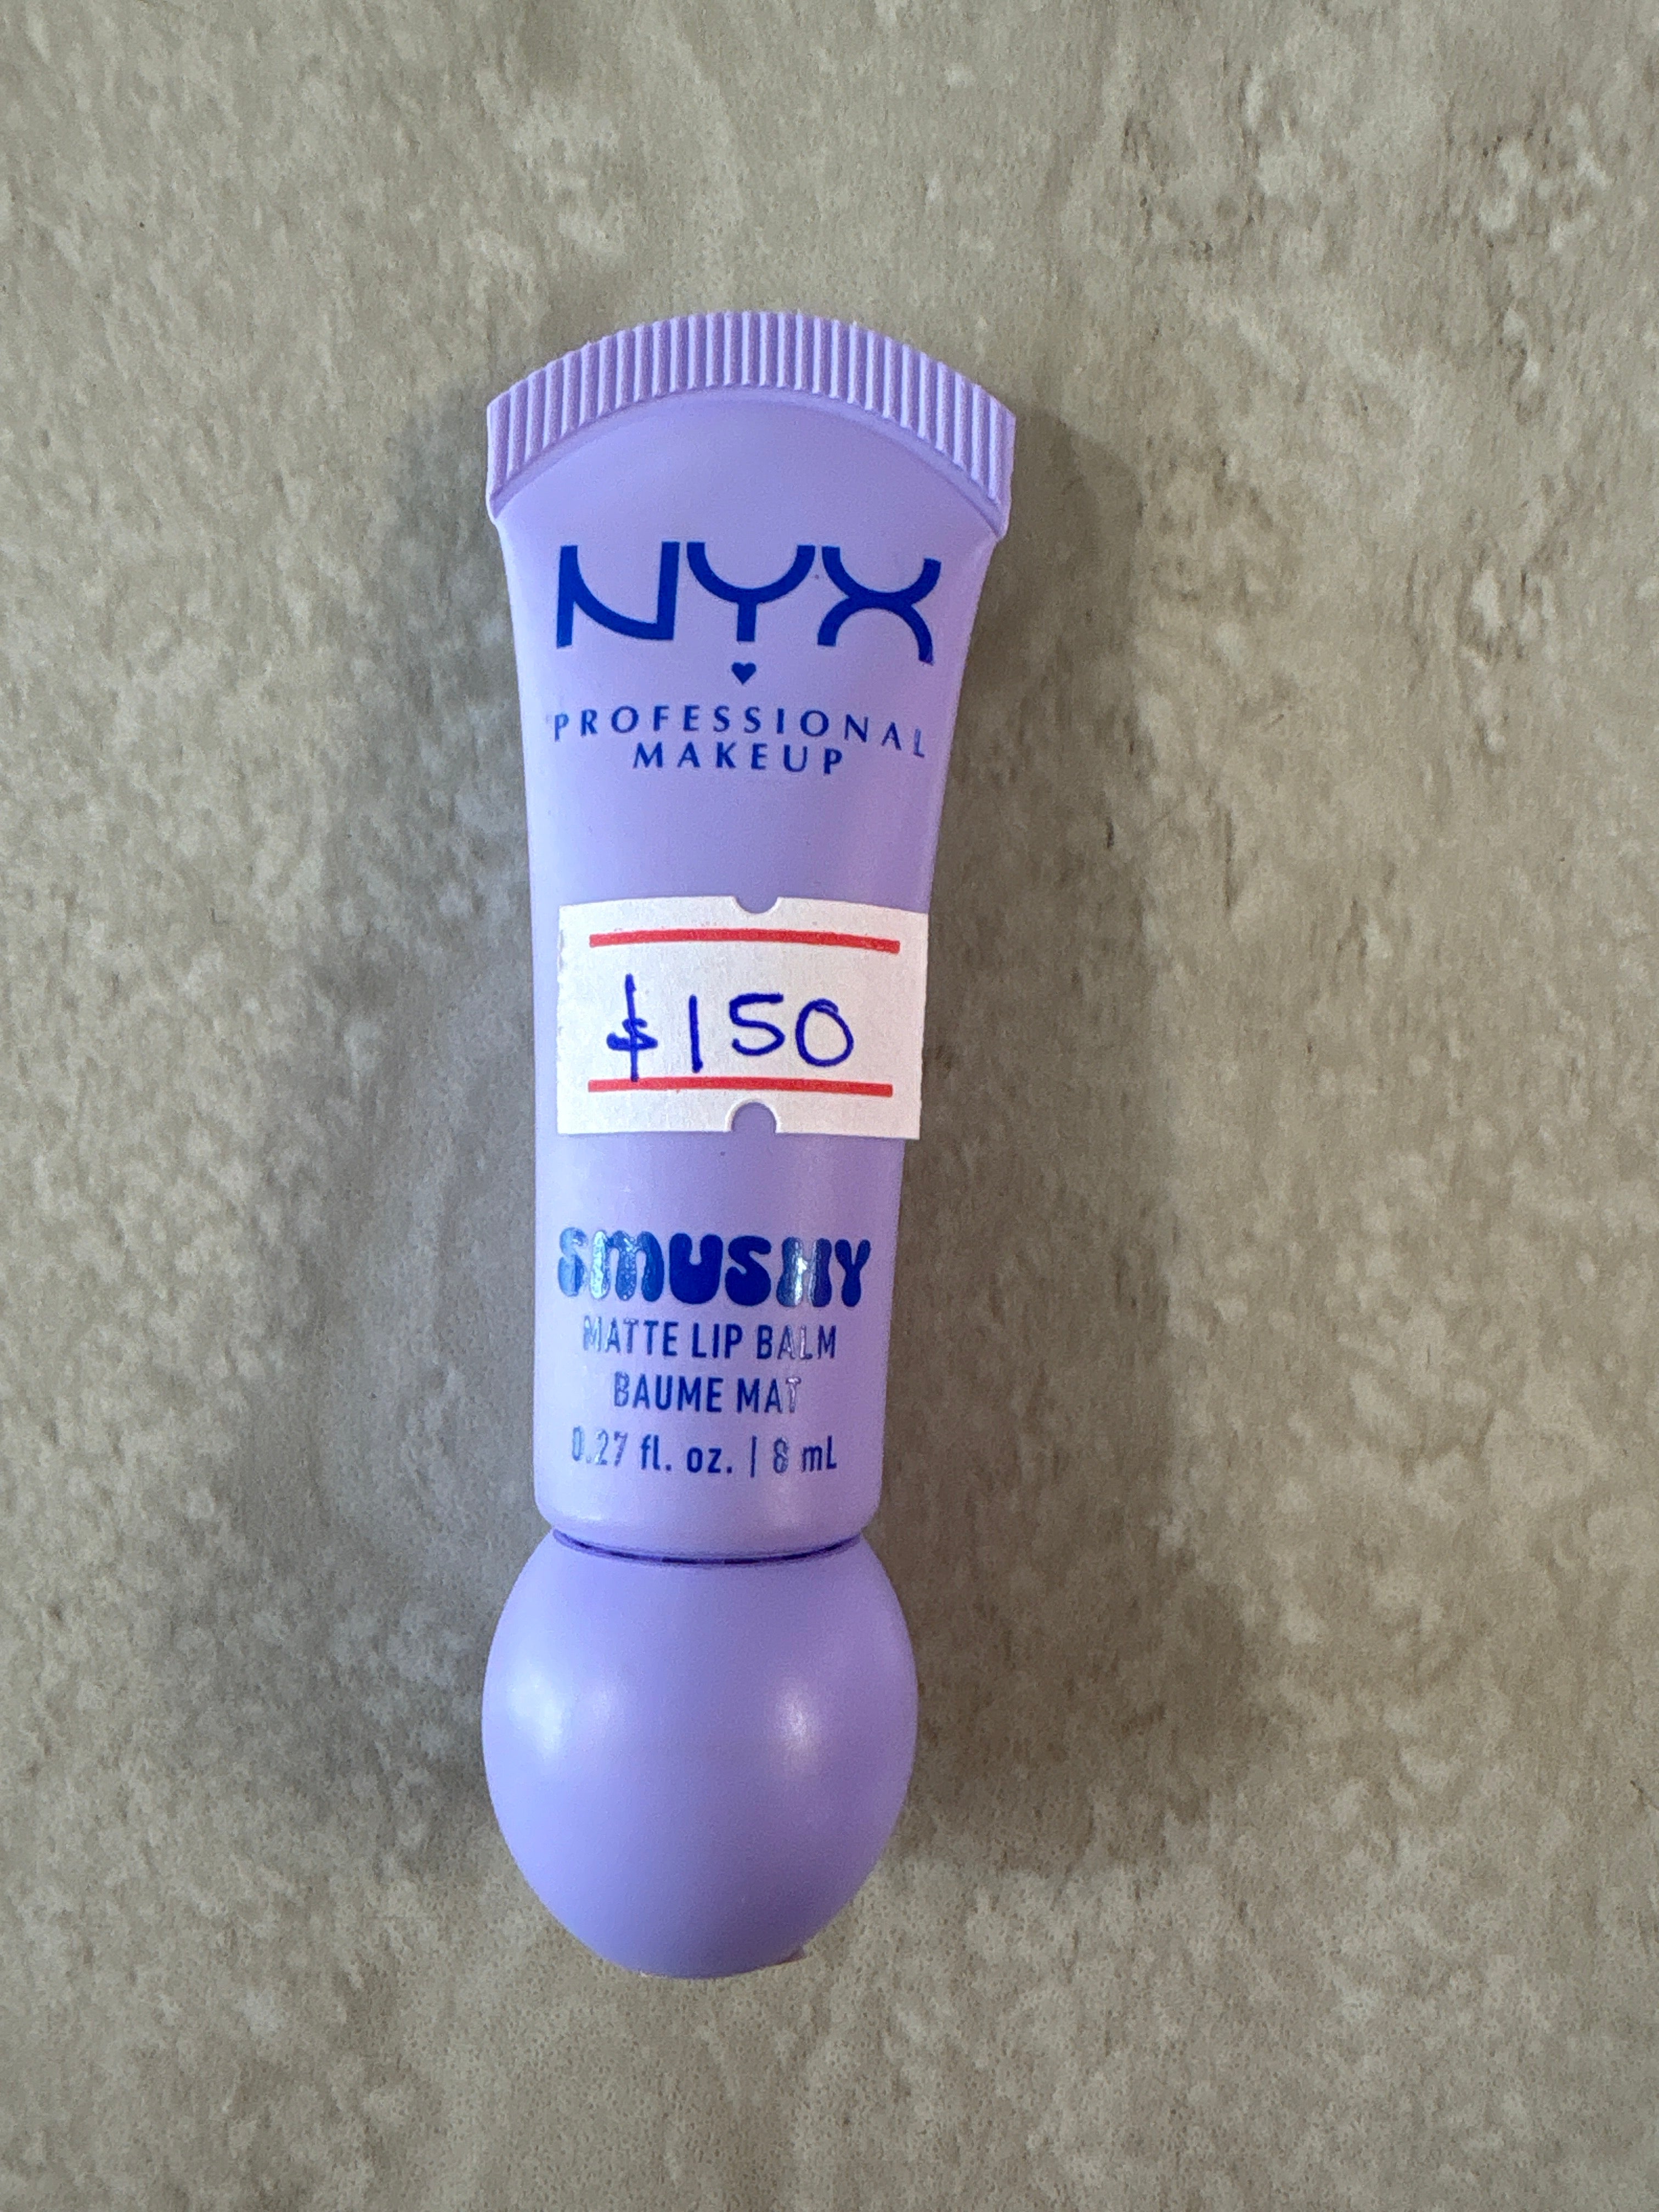 NYX
PROFESSIONAL
MAKEUP
$150
SMUSHY
MATTE LIP BALM
BAUME MAT
0.27 fl. oz. | 8 mL